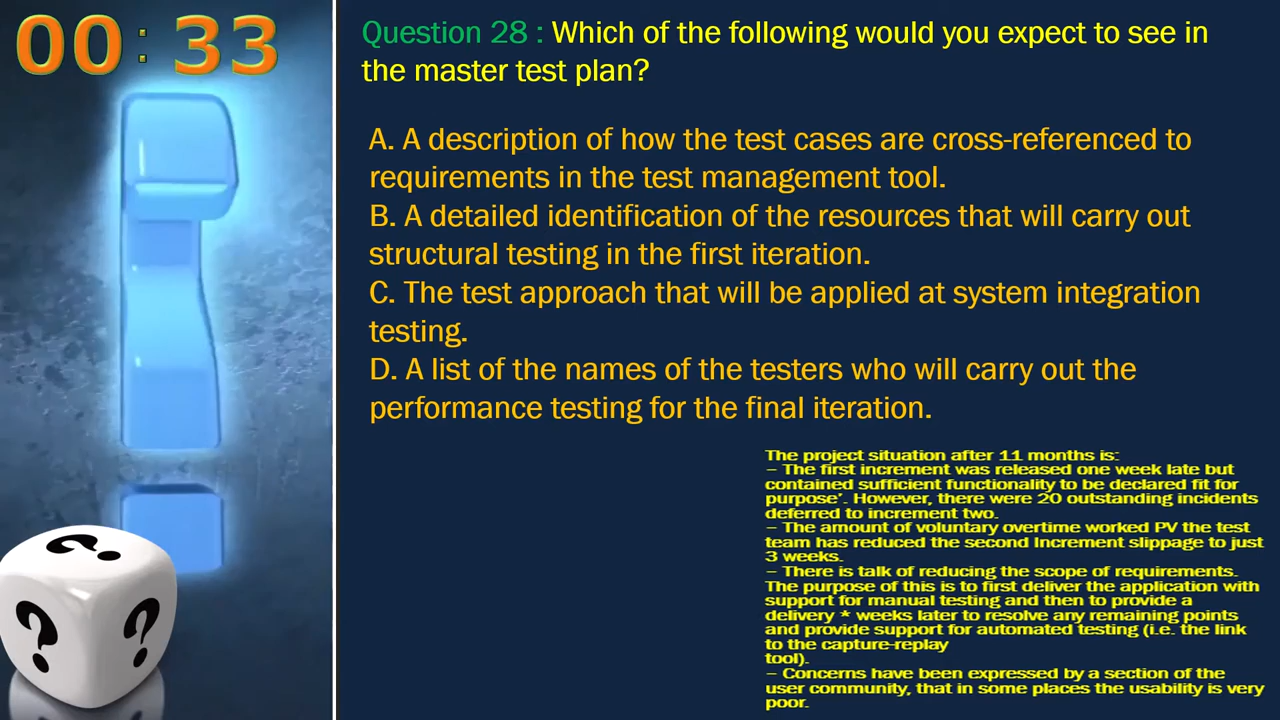 00:33
Question 28 : Which of the following would you expect to see in
the master test plan?
A. A description of how the test cases are cross-referenced to
requirements in the test management tool.
B. A detailed identification of the resources that will carry out
structural testing in the first iteration.
C. The test approach that will be applied at system integration
testing.
D. A list of the names of the testers who will carry out the
performance testing for the final iteration.
The project situation after 11 months is:
– The first increment was released one week late but
contained sufficient functionality to be declared fit for
purpose’. However, there were 20 outstanding incidents
deferred to increment two.
– The amount of voluntary overtime worked PV the test
team has reduced the second Increment slippage to just
3 weeks.
– There is talk of reducing the scope of requirements.
The purpose of this is to first deliver the application with
support for manual testing and then to provide a
delivery * weeks later to resolve any remaining points
and provide support for automated testing (i.e. the link
to the capture-replay
tool).
– Concerns have been expressed by a section of the
user community, that in some places the usability is very
poor.
? ? ?